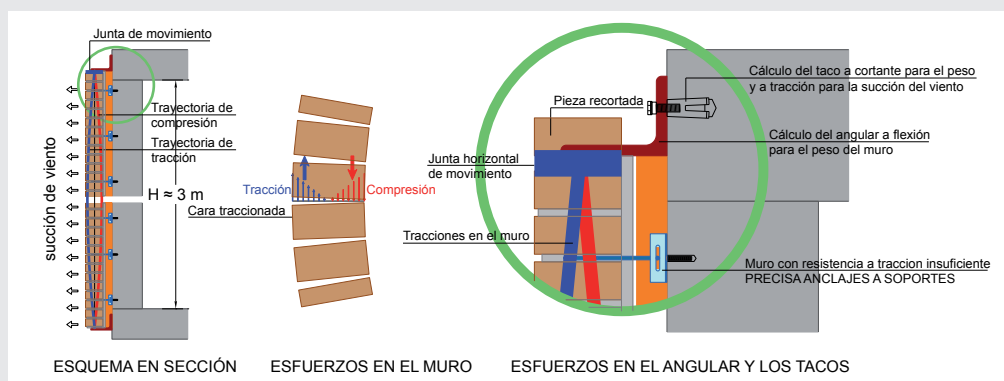 Junta de movimiento
Trayectoria de
compresión
Trayectoria de
tracción
succión de viento
H ≈ 3 m
ESQUEMA EN SECCIÓN
Tracción
Compresión
Cara traccionada
ESFUERZOS EN EL MURO
Pieza recortada
Junta horizontal
de movimiento
Tracciones en el muro
Cálculo del taco a cortante para el peso
y a tracción para la succión del viento
Cálculo del angular a flexión
para el peso del muro
Muro con resistencia a traccion insuficiente
PRECISA ANCLAJES A SOPORTES
ESFUERZOS EN EL ANGULAR Y LOS TACOS